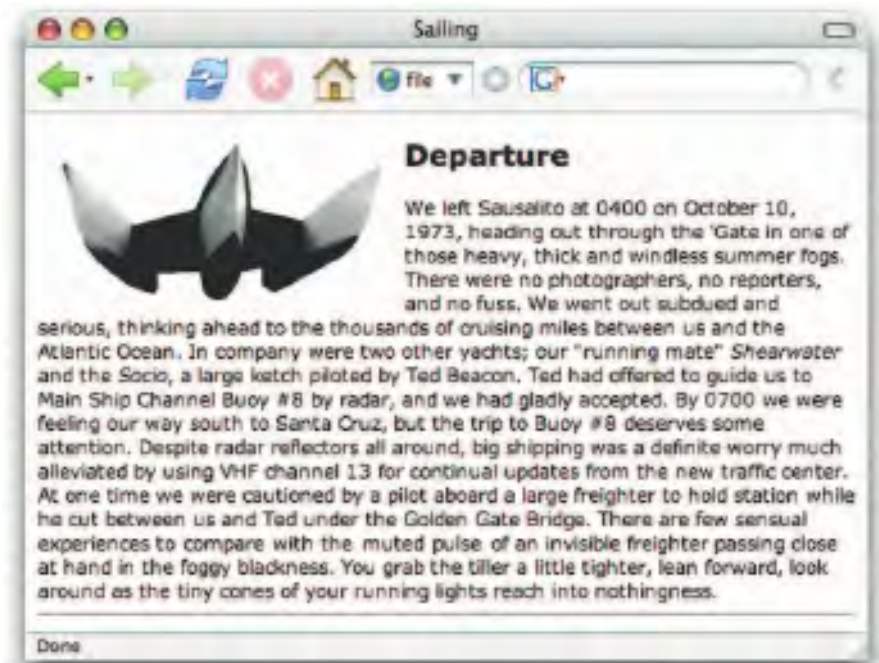 Sailing
file
G
Departure
We left Sausalito at 0400 on October 10,
1973, heading out through the 'Gate in one of
those heavy, thick and windless summer fogs.
There were no photographers, no reporters,
and no fuss. We went out subdued and
serious, thinking ahead to the thousands of cruising miles between us and the
Atlantic Ocean. In company were two other yachts; our "running mate" Shearwater
and the Socio, a large ketch piloted by Ted Beacon. Ted had offered to guide us to
Main Ship Channel Buoy #8 by radar, and we had gladly accepted. By 0700 we were
feeling our way south to Santa Cruz, but the trip to Buoy #8 deserves some
attention. Despite radar reflectors all around, big shipping was a definite worry much
alleviated by using VHF channel 13 for continual updates from the new traffic center.
At one time we were cautioned by a pilot aboard a large freighter to hold station while
he cut between us and Ted under the Golden Gate Bridge. There are few sensual
experiences to compare with the muted pulse of an invisible freighter passing close
at hand in the foggy blackness. You grab the tiller a little tighter, lean forward, look
around as the tiny cones of your running lights reach into nothingness.
Done